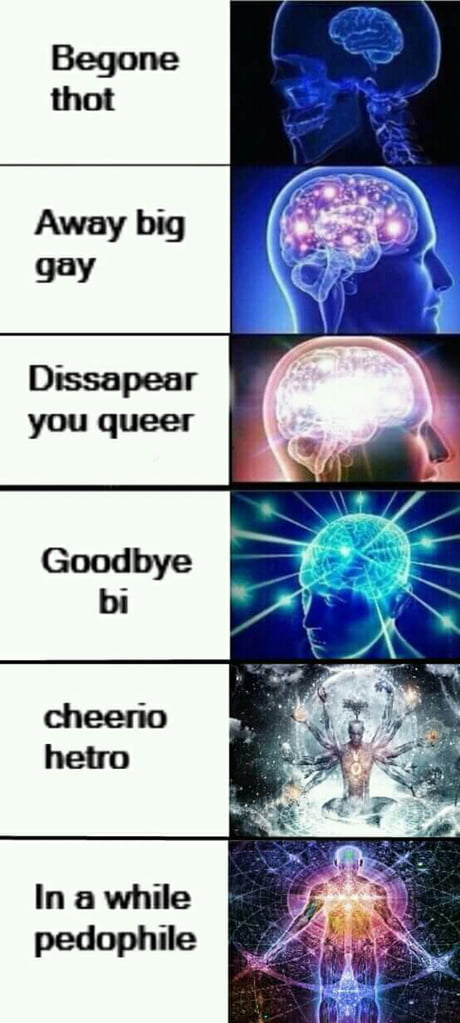 Begone
thot
Away big
gay
Dissapear
you queer
Goodbye
bi
cheerio
hetro
In a while
pedophile